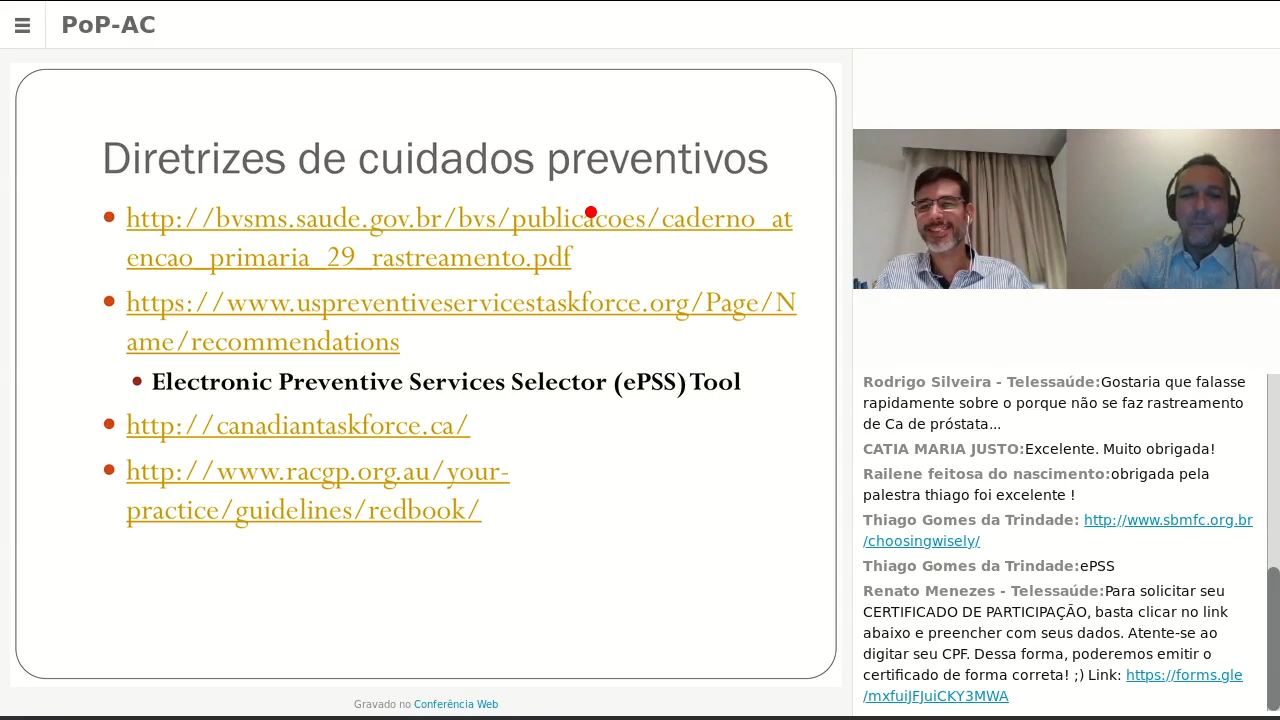 PoP-AC
Diretrizes de cuidados preventivos
http://bvsms.saude.gov.br/bvs/publicacoes/caderno_at
encao_primaria_29_rastreamento.pdf
https://www.uspreventiveservicestaskforce.org/Page/N
ame/recommendations
Electronic Preventive Services Selector (ePSS) Tool
http://canadiantaskforce.ca/
http://www.racgp.org.au/your-
practice/guidelines/redbook/
Gravado no Conferência Web
Rodrigo Silveira - Telessaúde:Gostaria que falasse
rapidamente sobre o porque não se faz rastreamento
de Ca de próstata...
CATIA MARIA JUSTO:Excelente. Muito obrigada!
Railene feitosa do nascimento:obrigada pela
palestra thiago foi excelente !
Thiago Gomes da Trindade: http://www.sbmfc.org.br
/choosingwisely/
Thiago Gomes da Trindade:ePSS
Renato Menezes - Telessaúde:Para solicitar seu
CERTIFICADO DE PARTICIPAÇÃO, basta clicar no link
abaixo e preencher com seus dados. Atente-se ao
digitar seu CPF. Dessa forma, poderemos emitir o
certificado de forma correta! ;) Link: https://forms.gle
/mxfuiJFJuiCKY3MWA